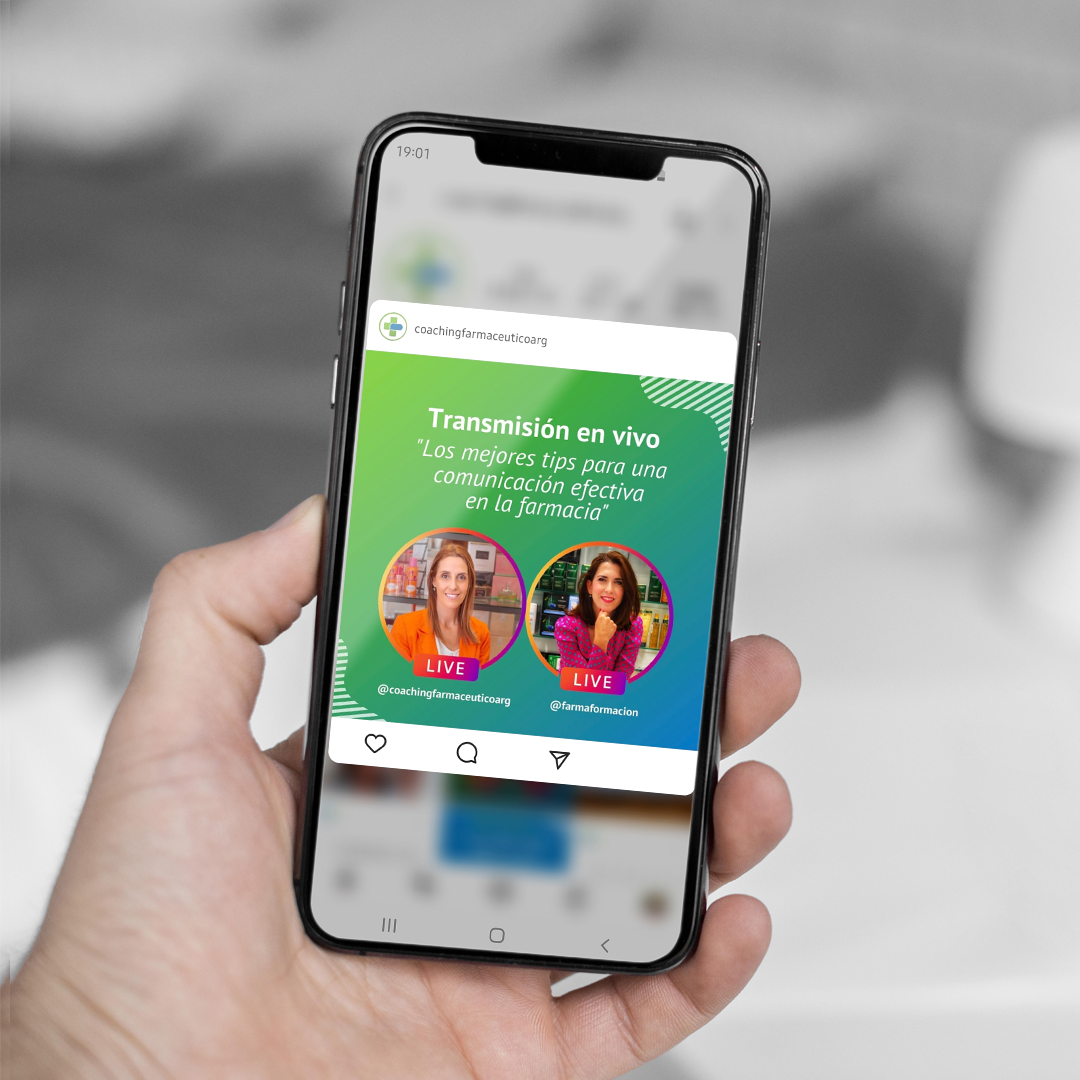 19:01
coachingfarmaceuticoarg
Transmisión en vivo
"Los mejores tips para una
comunicación efectiva
en la farmacia"
LIVE
LIVE
@coachingfarmaceuticoarg
@farmaformacion